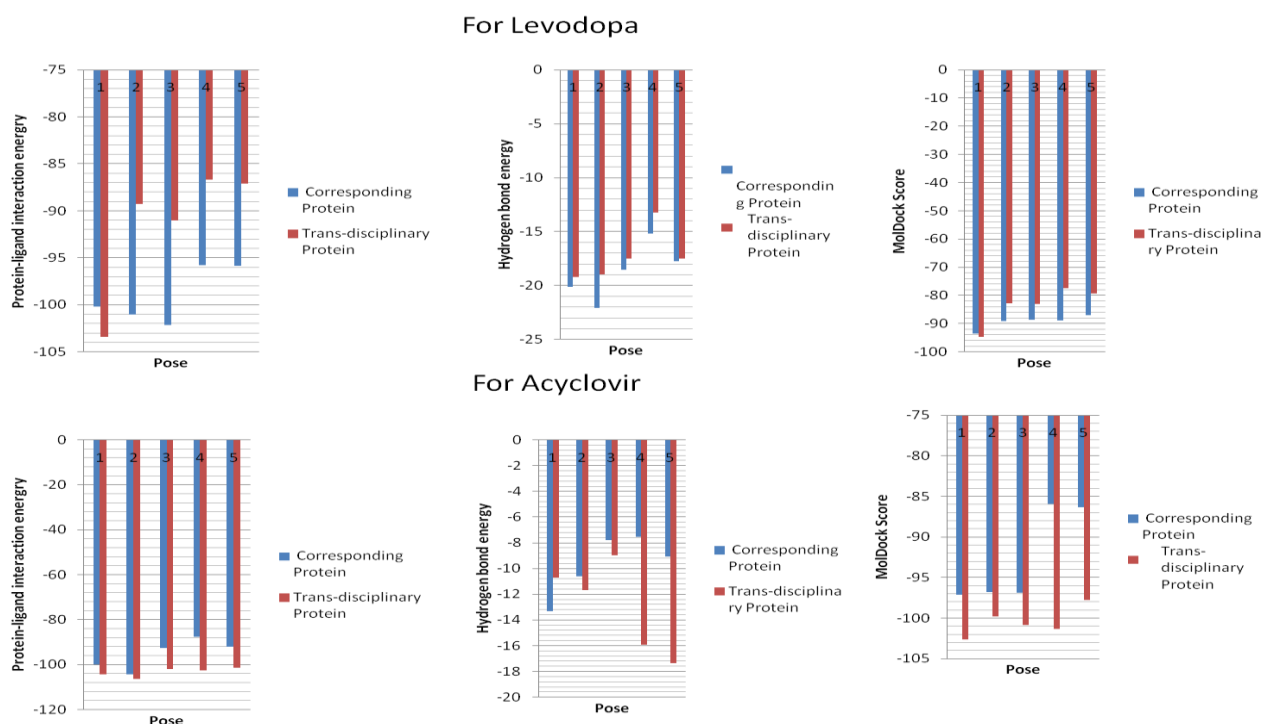 For Levodopa
Protein-ligand interaction energry
-75
-80
-85
-90
-95
-100
-105
1 2 3 4 5
Pose
Corresponding
Protein
Trans-disciplinary
Protein
Hydrogen bond energy
0
-5
-10
-15
-20
-25
1 2 3 4 5
Pose
Correspondin
g Protein
Trans-
disciplinary
Protein
MolDock Score
0
-10
-20
-30
-40
-50
-60
-70
-80
-90
-100
1 2 3 4 5
Pose
Corresponding
Protein
Trans-disciplina
ry Protein
For Acyclovir
Protein-ligand interaction energry
0
-20
-40
-60
-80
-100
-120
1 2 3 4 5
Pose
Corresponding
Protein
Trans-disciplinary
Protein
Hydrogen bond energy
0
-2
-4
-6
-8
-10
-12
-14
-16
-18
-20
1 2 3 4 5
Pose
Corresponding
Protein
Trans-disciplina
ry Protein
MolDock Score
-75
-80
-85
-90
-95
-100
-105
1 2 3 4 5
Pose
Corresponding
Protein
Trans-
disciplinary
Protein